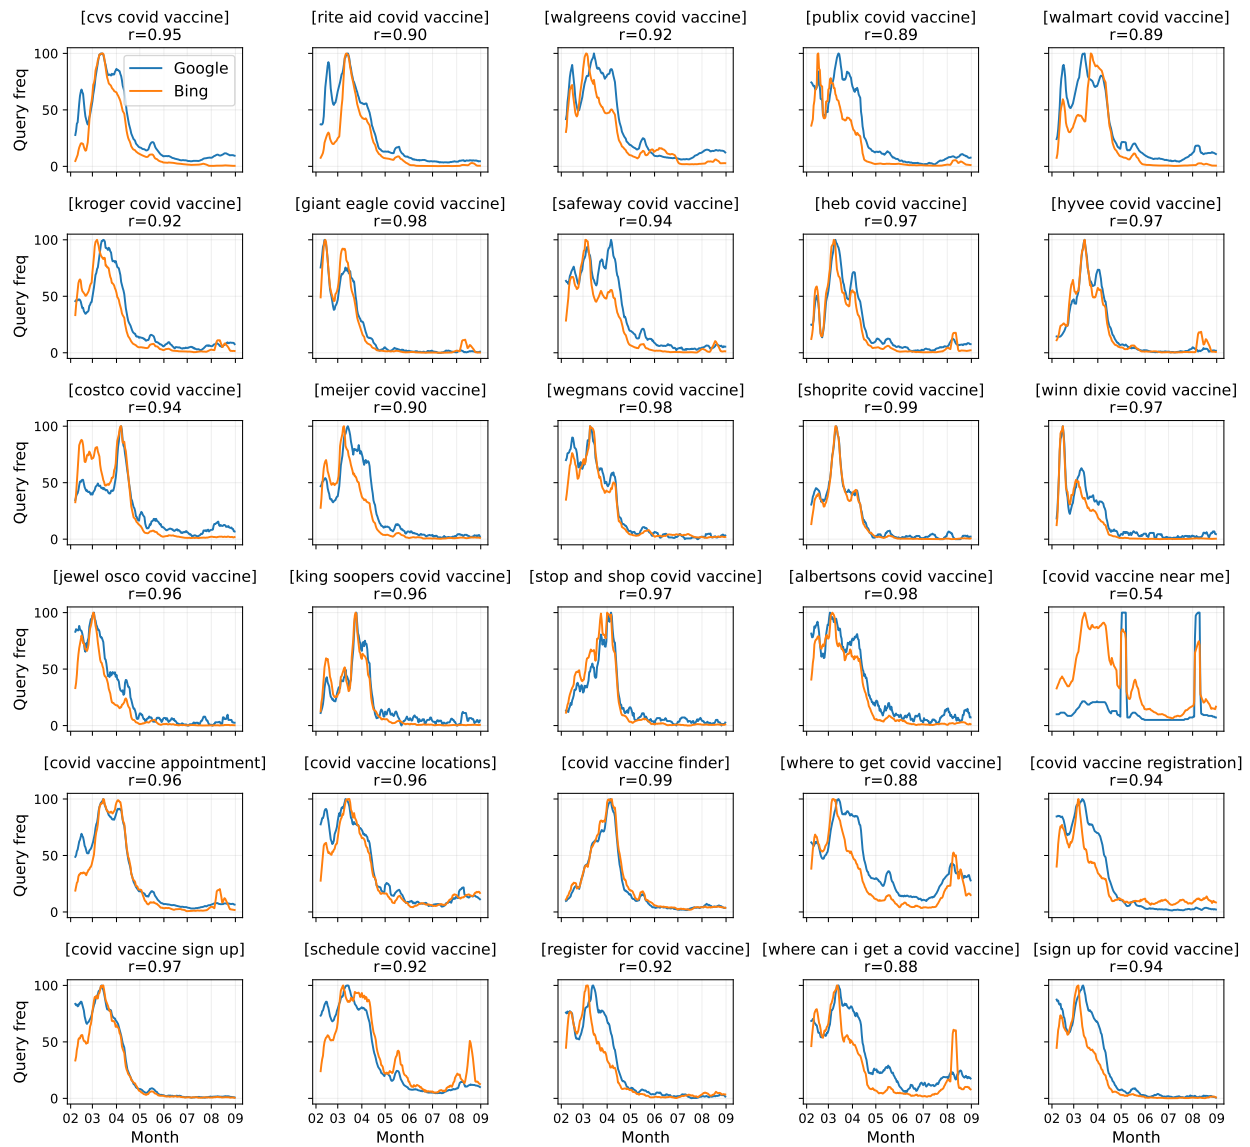 [cvs covid vaccine] [rite aid covid vaccine] [walgreens covid vaccine] [publix covid vaccine] [walmart covid vaccine]
r=0.95 r=0.90 r=0.92 r=0.89 r=0.89
100
50
0
Query freq
Google
Bing
[kroger covid vaccine] [giant eagle covid vaccine] [safeway covid vaccine] [heb covid vaccine] [hyvee covid vaccine]
r=0.92 r=0.98 r=0.94 r=0.97 r=0.97
100
50
0
Query freq
[costco covid vaccine] [meijer covid vaccine] [wegmans covid vaccine] [shoprite covid vaccine] [winn dixie covid vaccine]
r=0.94 r=0.90 r=0.98 r=0.99 r=0.97
100
50
0
Query freq
[jewel osco covid vaccine] [king soopers covid vaccine] [stop and shop covid vaccine] [albertsons covid vaccine] [covid vaccine near me]
r=0.96 r=0.96 r=0.97 r=0.98 r=0.54
100
50
0
Query freq
[covid vaccine appointment] [covid vaccine locations] [covid vaccine finder] [where to get covid vaccine] [covid vaccine registration]
r=0.96 r=0.96 r=0.99 r=0.88 r=0.94
100
50
0
Query freq
[covid vaccine sign up] [schedule covid vaccine] [register for covid vaccine] [where can i get a covid vaccine] [sign up for covid vaccine]
r=0.97 r=0.92 r=0.92 r=0.88 r=0.94
100
50
0
Query freq
02 03 04 05 06 07 08 09 02 03 04 05 06 07 08 09 02 03 04 05 06 07 08 09 02 03 04 05 06 07 08 09 02 03 04 05 06 07 08 09
Month Month Month Month Month